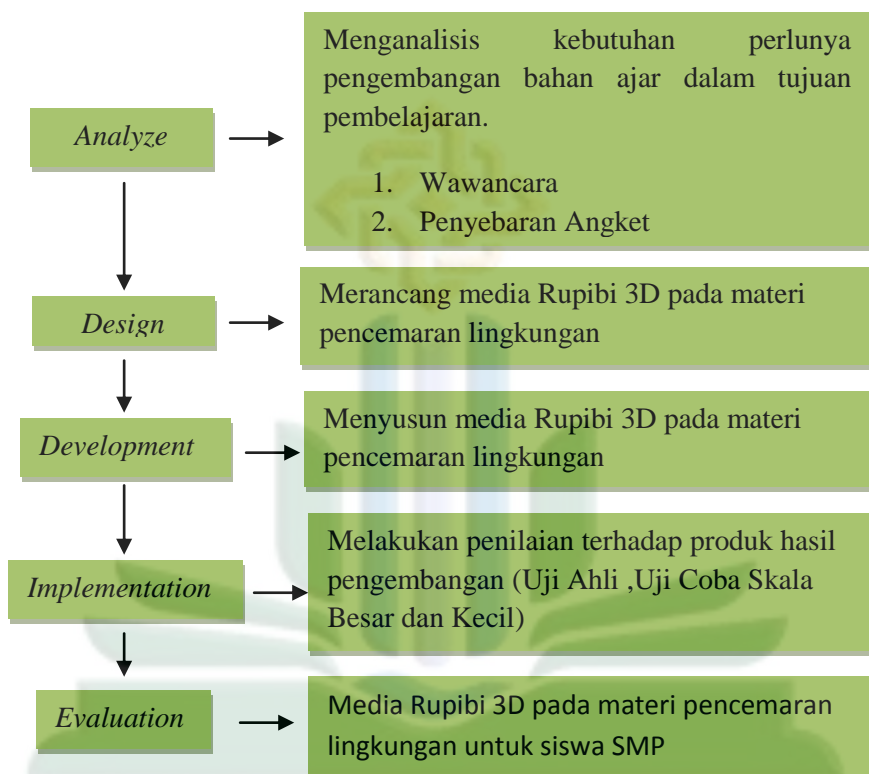 Analyze
Menganalisis kebutuhan perlunya
pengembangan bahan ajar dalam tujuan
pembelajaran.
1. Wawancara
2. Penyebaran Angket
Design
Merancang media Rupibi 3D pada materi
pencemaran lingkungan
Development
Menyusun media Rupibi 3D pada materi
pencemaran lingkungan
Implementation
Melakukan penilaian terhadap produk hasil
pengembangan (Uji Ahli ,Uji Coba Skala
Besar dan Kecil)
Evaluation
Media Rupibi 3D pada materi pencemaran
lingkungan untuk siswa SMP